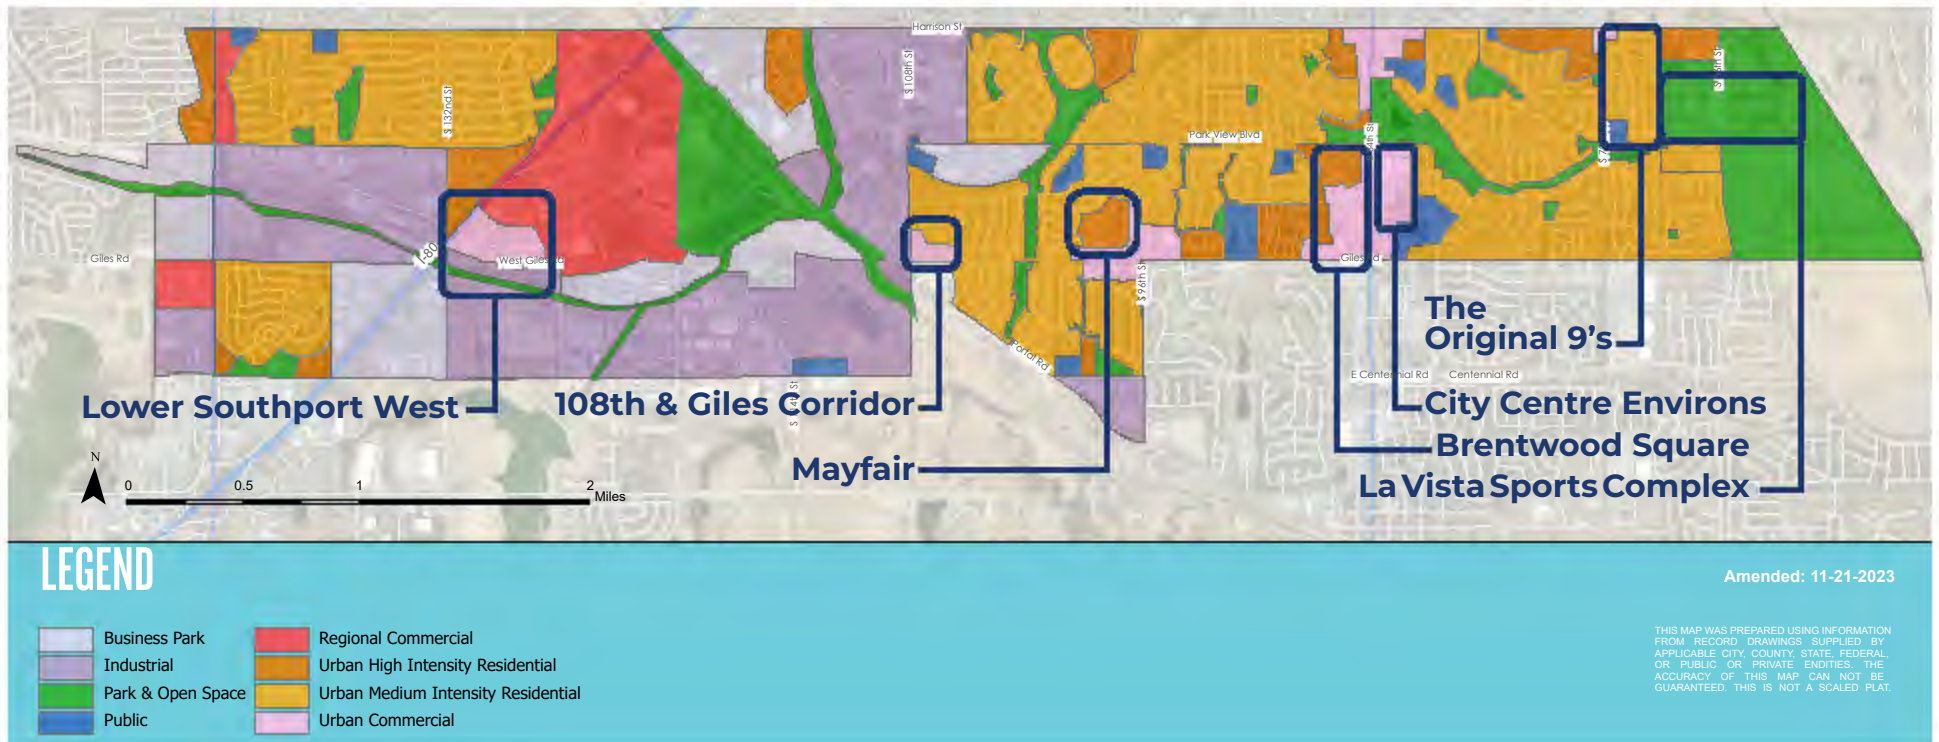 Harrison St
S 108th St
S 132nd St
Park View Blvd
Giles Rd
I-80
West Giles Rd
Giles Rd
S 96th St
Portal Rd
E Centennial Rd
Centennial Rd
The
Original 9's
Lower Southport West
108th & Giles Corridor
City Centre Environs
Brentwood Square
Mayfair
La Vista Sports Complex
N
0 0.5 1 2
Miles
LEGEND
Amended: 11-21-2023
Business Park
Industrial
Park & Open Space
Public
Regional Commercial
Urban High Intensity Residential
Urban Medium Intensity Residential
Urban Commercial
THIS MAP WAS PREPARED USING INFORMATION
FROM RECORD DRAWINGS SUPPLIED BY
APPLICABLE CITY, COUNTY, STATE, FEDERAL,
OR PUBLIC OR PRIVATE ENDITIES. THE
ACCURACY OF THIS MAP CAN NOT BE
GUARANTEED. THIS IS NOT A SCALED PLAT.